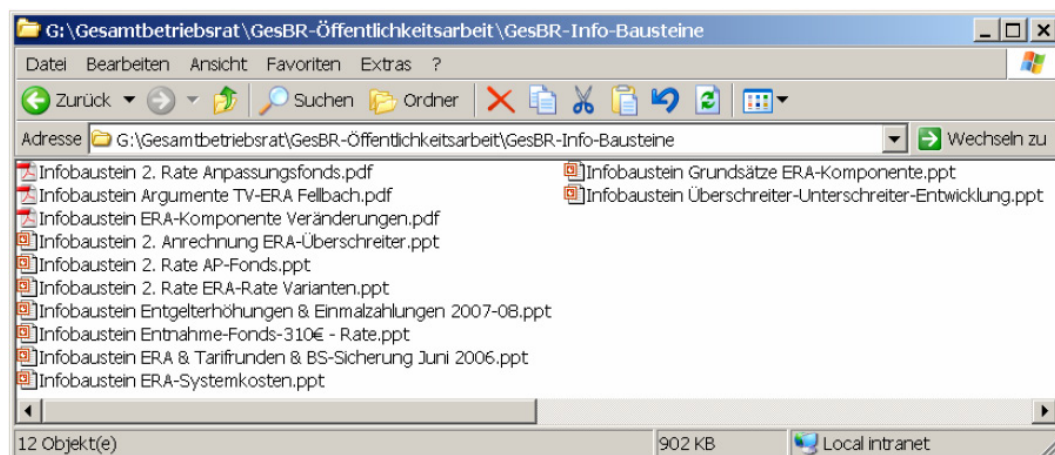 G:\Gesamtbetriebsrat\GesBR-Öffentlichkeitsarbeit\GesBR-Info-Bausteine
Datei Bearbeiten Ansicht Favoriten Extras ?
Zurück Suchen Ordner
Adresse G:\Gesamtbetriebsrat\GesBR-Öffentlichkeitsarbeit\GesBR-Info-Bausteine Wechseln zu
Infobaustein 2. Rate Anpassungsfonds.pdf
Infobaustein Argumente TV-ERA Fellbach.pdf
Infobaustein ERA-Komponente Veränderungen.pdf
Infobaustein 2. Anrechnung ERA-Überschreiter.ppt
Infobaustein 2. Rate AP-Fonds.ppt
Infobaustein 2. Rate ERA-Rate Varianten.ppt
Infobaustein Entgelterhöhungen & Einmalzahlungen 2007-08.ppt
Infobaustein Entnahme-Fonds-310€ - Rate.ppt
Infobaustein ERA & Tarifrunden & BS-Sicherung Juni 2006.ppt
Infobaustein ERA-Systemkosten.ppt
Infobaustein Grundsätze ERA-Komponente.ppt
Infobaustein Überschreiter-Unterschreiter-Entwicklung.ppt
12 Objekt(e) 902 KB Local intranet